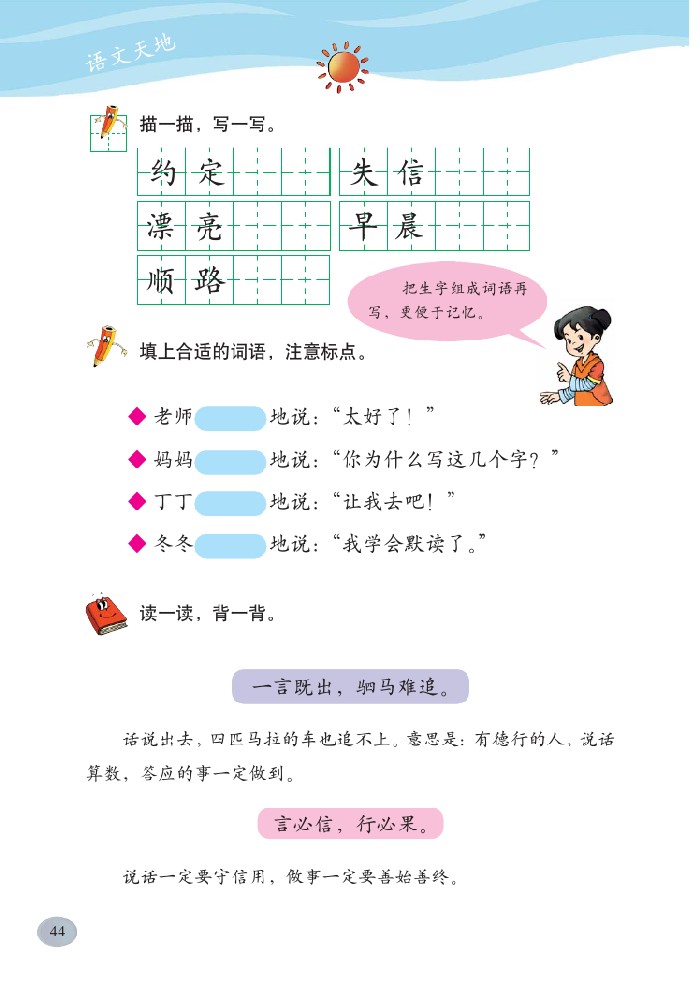 语文天地
描一描，写一写。
约定 失信
漂亮 早晨
顺路
把生字组成词语再
写，更便于记忆。
填上合适的词语，注意标点。
老师 地说：“太好了！”
妈妈 地说：“你为什么写这几个字？”
丁丁 地说：“让我去吧！”
冬冬 地说：“我学会默读了。”
读一读，背一背。
一言既出，驷马难追。
话说出去，四匹马拉的车也追不上。意思是：有德行的人，说话
算数，答应的事一定做到。
言必信，行必果。
说话一定要守信用，做事一定要善始善终。
44